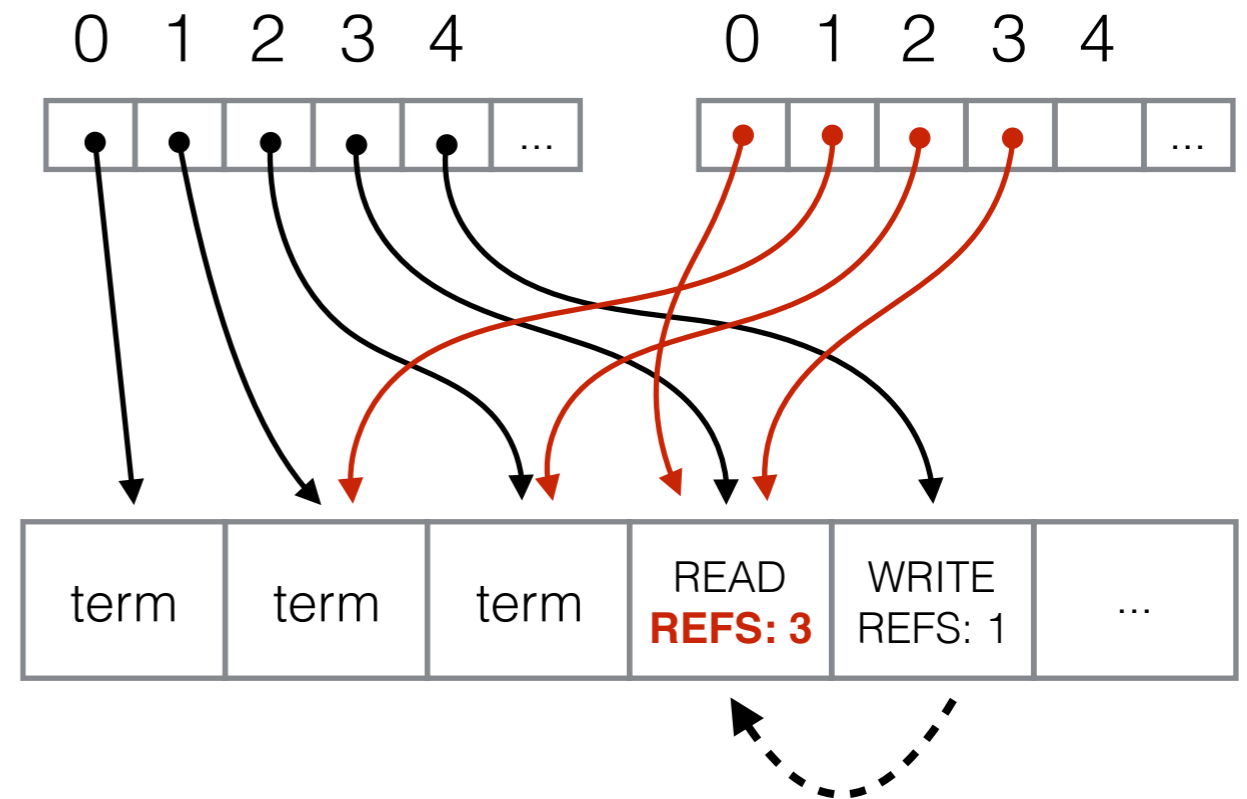 0 1 2 3 4
0 1 2 3 4
...
...
term
term
term
READ
REFS: 3
WRITE
REFS: 1
...